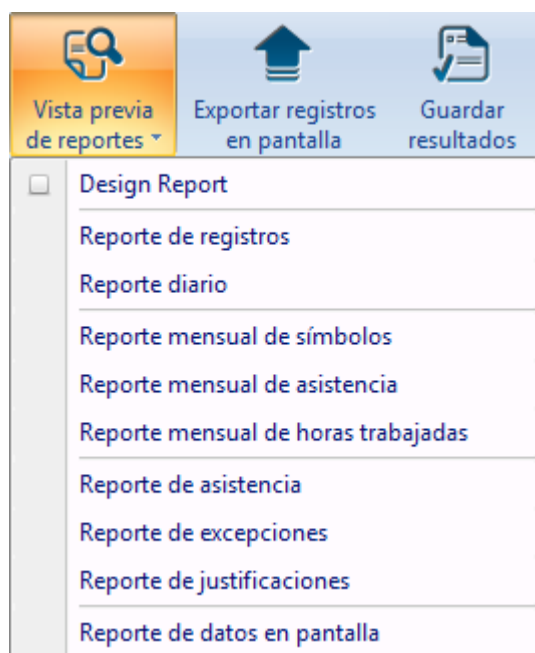 Vista previa
de reportes
Exportar registros
en pantalla
Guardar
resultados
Design Report
Reporte de registros
Reporte diario
Reporte mensual de símbolos
Reporte mensual de asistencia
Reporte mensual de horas trabajadas
Reporte de asistencia
Reporte de excepciones
Reporte de justificaciones
Reporte de datos en pantalla